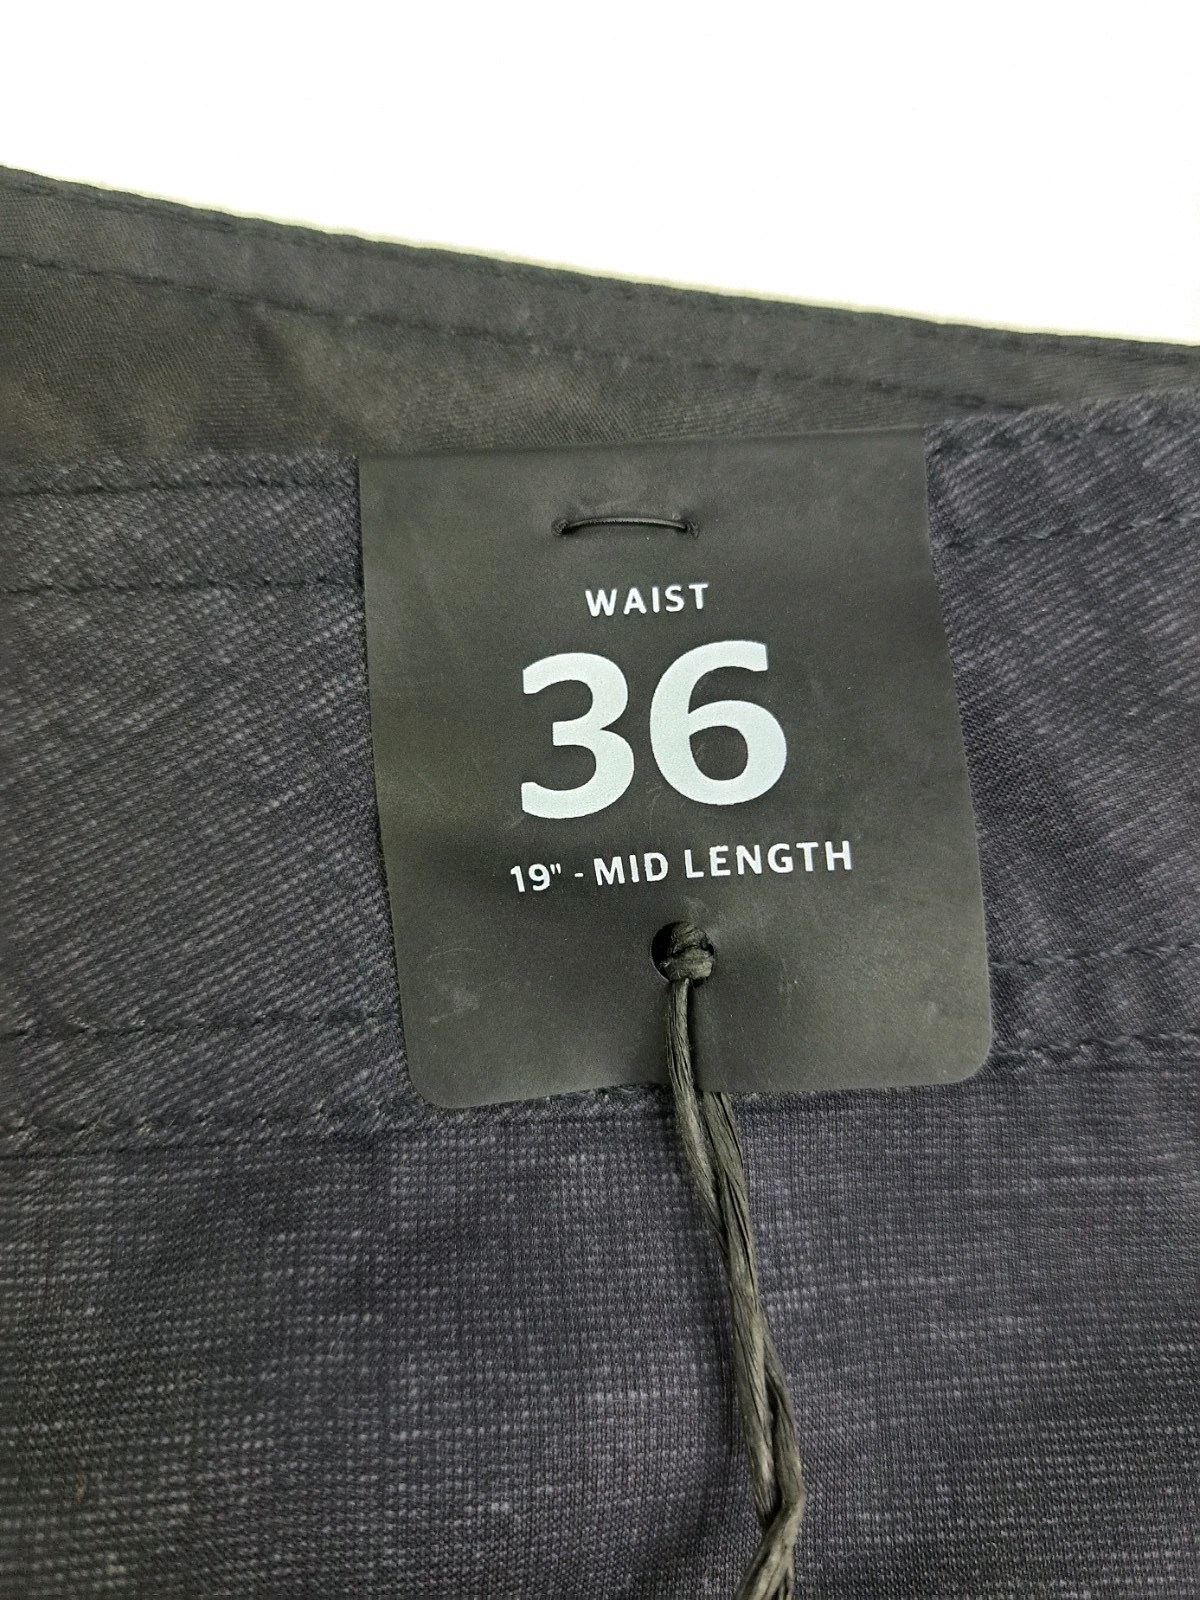 WAIST
36
19" - MID LENGTH